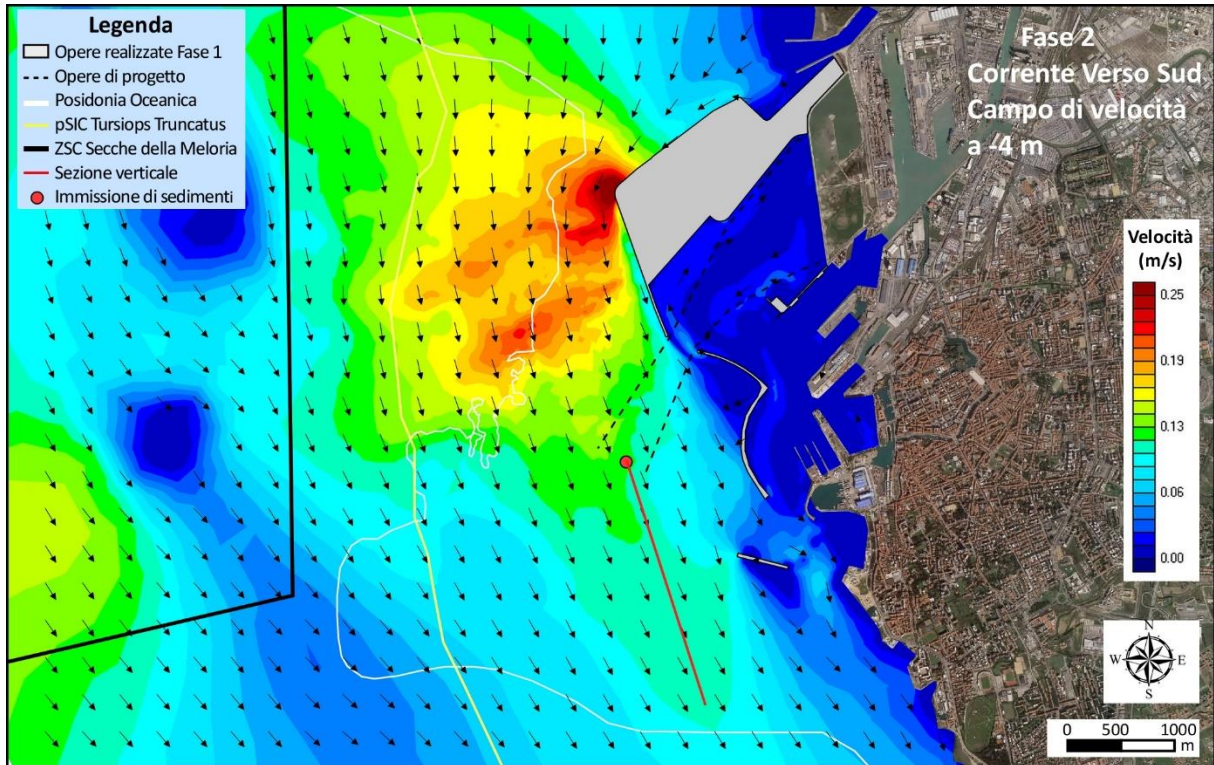 Legenda
Opere realizzate Fase 1
Opere di progetto
Posidonia Oceanica
pSIC Tursiops Truncatus
ZSC Secche della Meloria
Sezione verticale
Immissione di sedimenti
Fase 2
Corrente Verso Sud
Campo di velocità
a -4 m
Velocità
(m/s)
0.25
0.19
0.13
0.06
0.00
N
W E
S
0 500 1000
m